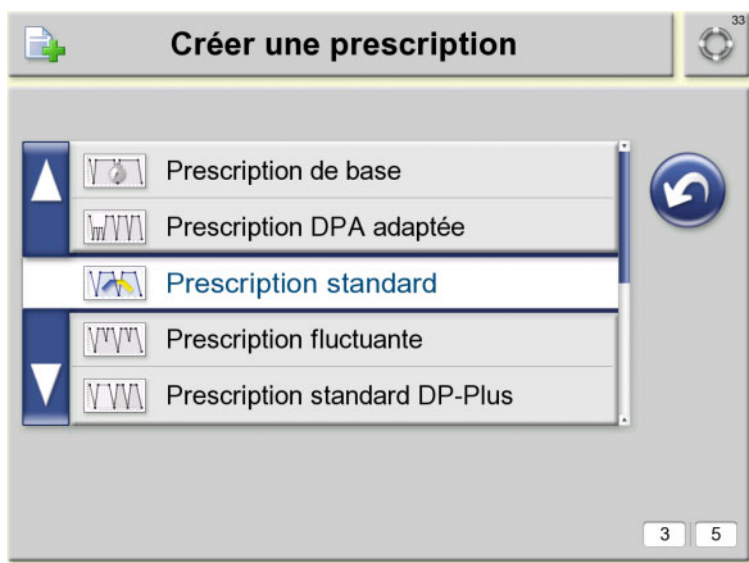 Créer une prescription
33
Prescription de base
Prescription DPA adaptée
Prescription standard
Prescription fluctuante
Prescription standard DP-Plus
3 5